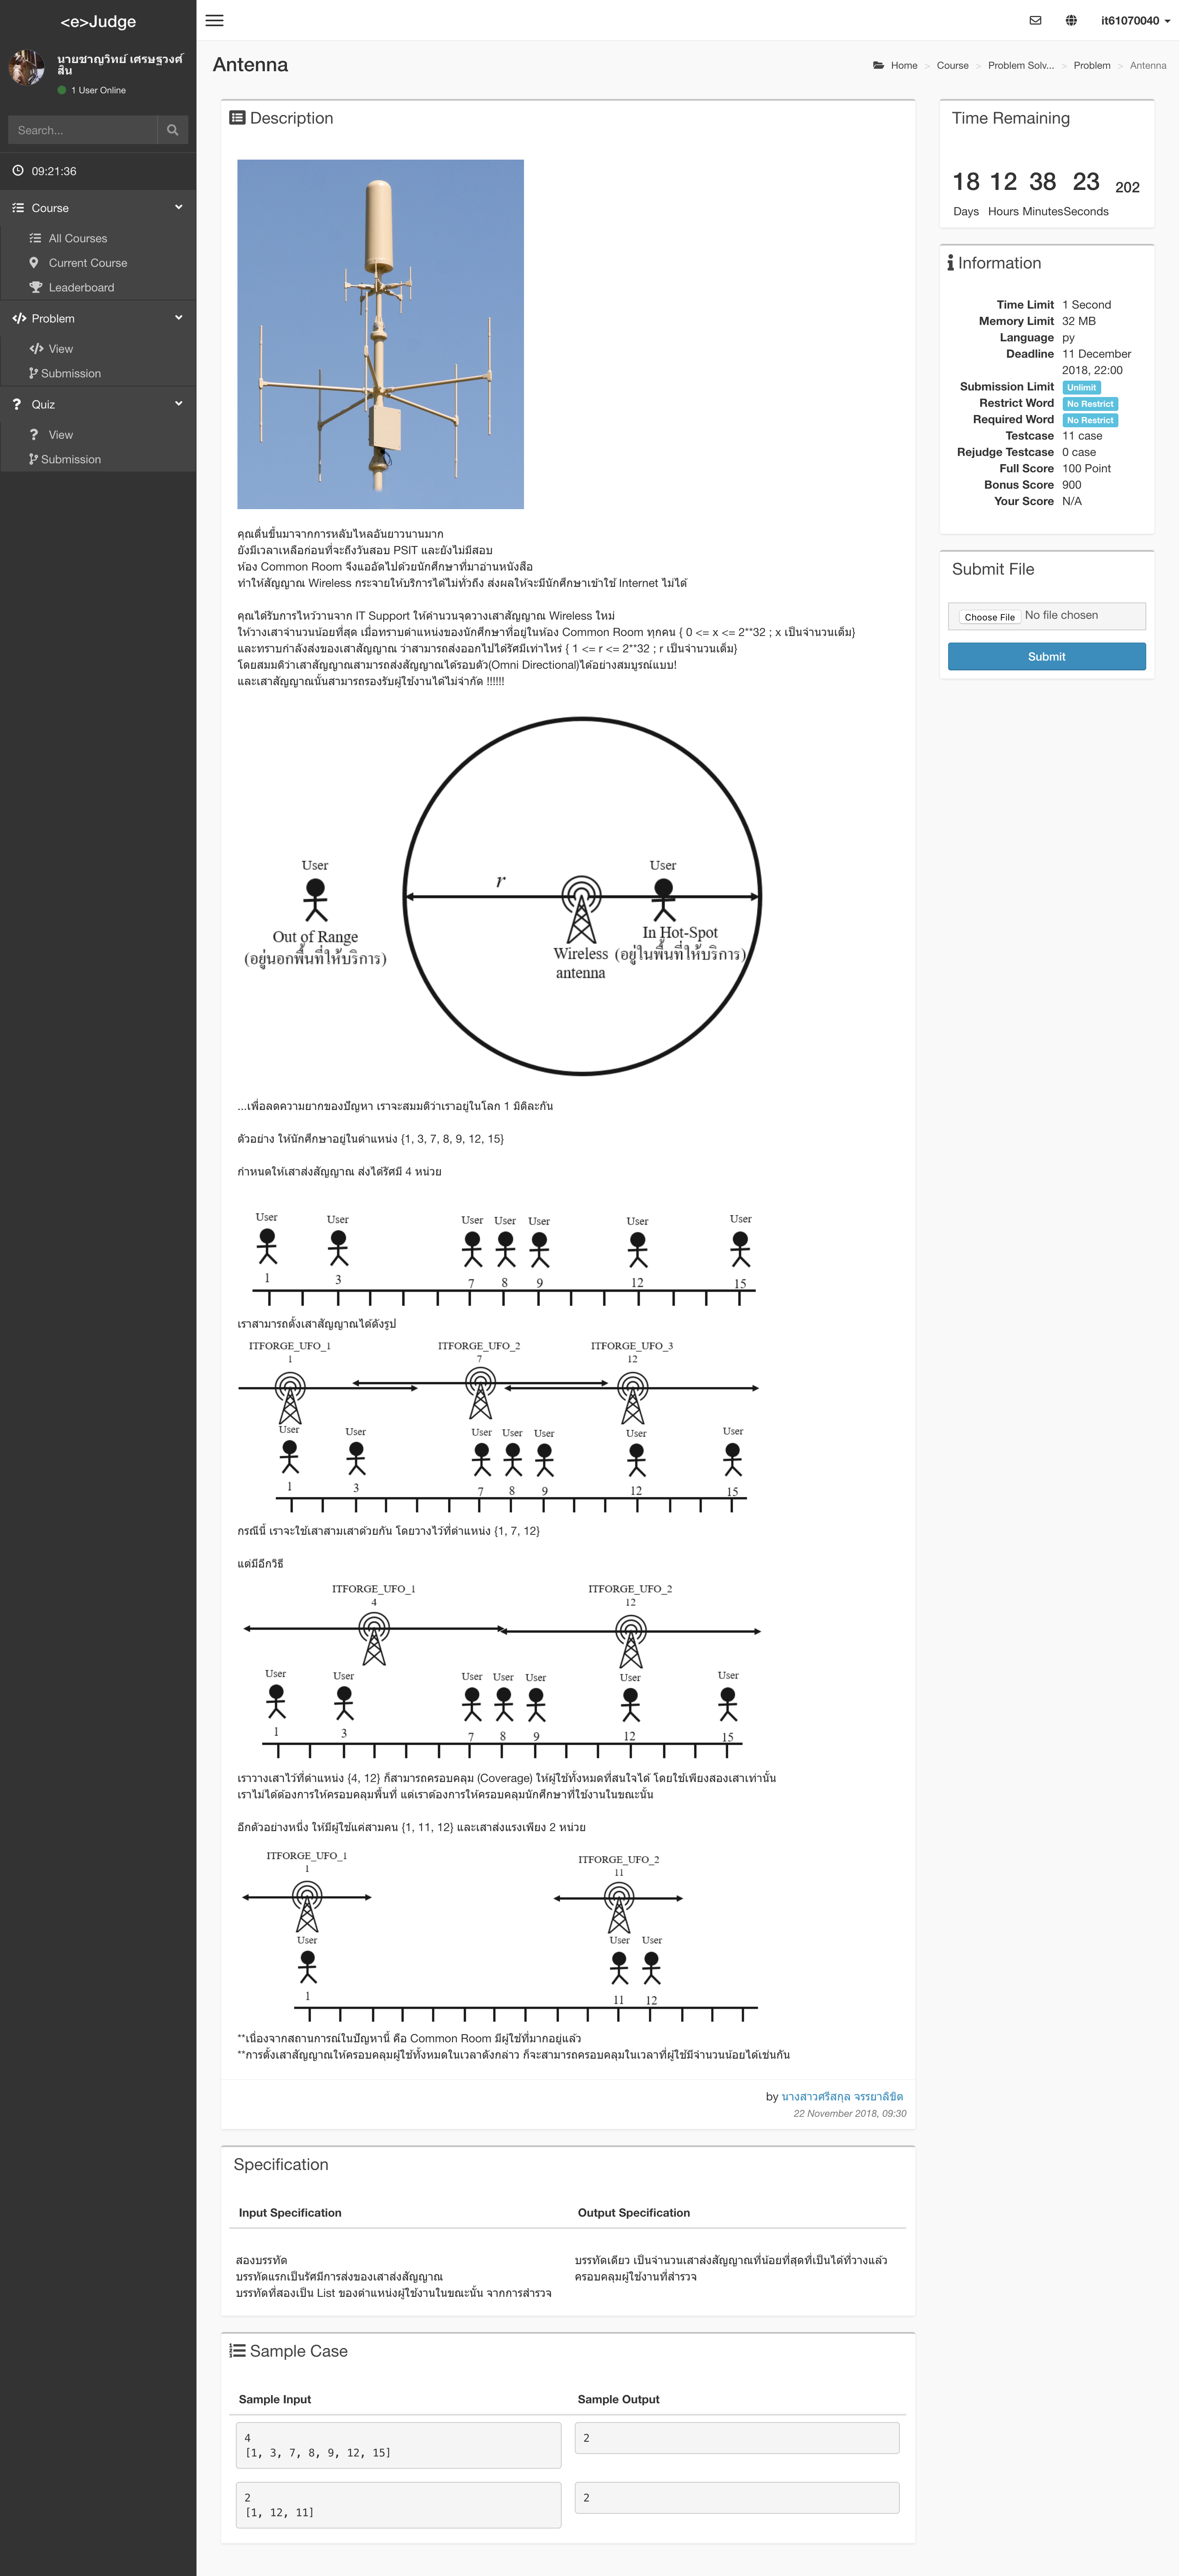 <e>Judge
it61070040
นายชาญวิทย์ เศรษฐวงศ์
สิน
1 User Online
Search...
09:21:36
Course
All Courses
Current Course
Leaderboard
Problem
View
Submission
Quiz
View
Submission
Antenna
Home > Course > Problem Solv... > Problem > Antenna
Description
คุณตื่นขึ้นมาจากการหลับไหลอันยาวนานมาก
ยังมีเวลาเหลือก่อนที่จะถึงวันสอบ PSIT และยังไม่มีสอบ
ห้อง Common Room จึงแออัดไปด้วยนักศึกษาที่มาอ่านหนังสือ
ทำให้สัญญาณ Wireless กระจายให้บริการได้ไม่ทั่วถึง ส่งผลให้จะมีนักศึกษาเข้าใช้ Internet ไม่ได้
คุณได้รับการไหว้วานจาก IT Support ให้คำนวนจุดวางเสาสัญญาณ Wireless ใหม่
ให้วางเสาจำนวนน้อยที่สุด เมื่อทราบตำแหน่งของนักศึกษาที่อยู่ในห้อง Common Room ทุกคน { 0 <= x <= 2**32 ; x เป็นจำนวนเต็ม}
และทราบกำลังส่งของเสาสัญญาณ ว่าสามารถส่งออกไปได้รัศมีเท่าไหร่ { 1 <= r <= 2**32 ; r เป็นจำนวนเต็ม}
โดยสมมติว่าเสาสัญญาณสามารถส่งสัญญาณได้รอบตัว(Omni Directional)ได้อย่างสมบูรณ์แบบ!
และเสาสัญญาณนั้นสามารถรองรับผู้ใช้งานได้ไม่จำกัด !!!!!!
User
Out of Range
(อยู่นอกพื้นที่ให้บริการ)
r
Wireless
antenna
User
In Hot-Spot
(อยู่ในพื้นที่ให้บริการ)
...เพื่อลดความยากของปัญหา เราจะสมมติว่าเราอยู่ในโลก 1 มิติละกัน
ตัวอย่าง ให้นักศึกษาอยู่ในตำแหน่ง {1, 3, 7, 8, 9, 12, 15}
กำหนดให้เสาส่งสัญญาณ ส่งได้รัศมี 4 หน่วย
User User User User User User User
1 3 7 8 9 12 15
เราสามารถตั้งเสาสัญญาณได้ดังรูป
ITFORGE_UFO_1 ITFORGE_UFO_2 ITFORGE_UFO_3
1 7 12
User User User User User User User
1 3 7 8 9 12 15
กรณีนี้ เราจะใช้เสาสามเสาด้วยกัน โดยวางไว้ที่ตำแหน่ง {1, 7, 12}
แต่มีอีกวิธี
ITFORGE_UFO_1 ITFORGE_UFO_2
4 12
User User User User User User User
1 3 7 8 9 12 15
เราวางเสาไว้ที่ตำแหน่ง {4, 12} ก็สามารถครอบคลุม (Coverage) ให้ผู้ใช้ทั้งหมดที่สนใจได้ โดยใช้เพียงสองเสาเท่านั้น
เราไม่ได้ต้องการให้ครอบคลุมพื้นที่ แต่เราต้องการให้ครอบคลุมนักศึกษาที่ใช้งานในขณะนั้น
อีกตัวอย่างหนึ่ง ให้มีผู้ใช้แค่สามคน {1, 11, 12} และเสาส่งแรงเพียง 2 หน่วย
ITFORGE_UFO_1 ITFORGE_UFO_2
1 11
User User User
1 11 12
**เนื่องจากสถานการณ์ในปัญหานี้ คือ Common Room มีผู้ใช้ที่มากอยู่แล้ว
**การตั้งเสาสัญญาณให้ครอบคลุมผู้ใช้ทั้งหมดในเวลาดังกล่าว ก็จะสามารถครอบคลุมในเวลาที่ผู้ใช้มีจำนวนน้อยได้เช่นกัน
by นางสาวศรีสกุล จรรยาลิขิต
22 November 2018, 09:30
Time Remaining
18 12 38 23 202
Days Hours Minutes Seconds
Information
Time Limit 1 Second
Memory Limit 32 MB
Language py
Deadline 11 December
2018, 22:00
Submission Limit Unlimit
Restrict Word No Restrict
Required Word No Restrict
Testcase 11 case
Rejudge Testcase 0 case
Full Score 100 Point
Bonus Score 900
Your Score N/A
Submit File
Choose File No file chosen
Submit
Specification
Input Specification
สองบรรทัด
บรรทัดแรกเป็นรัศมีการส่งของเสาส่งสัญญาณ
บรรทัดที่สองเป็น List ของตำแหน่งผู้ใช้งานในขณะนั้น จากการสำรวจ
Output Specification
บรรทัดเดียว เป็นจำนวนเสาส่งสัญญาณที่น้อยที่สุดที่เป็นได้ที่วางแล้ว
ครอบคลุมผู้ใช้งานที่สำรวจ
Sample Case
Sample Input Sample Output
4
[1, 3, 7, 8, 9, 12, 15]
2
2
[1, 12, 11]
2